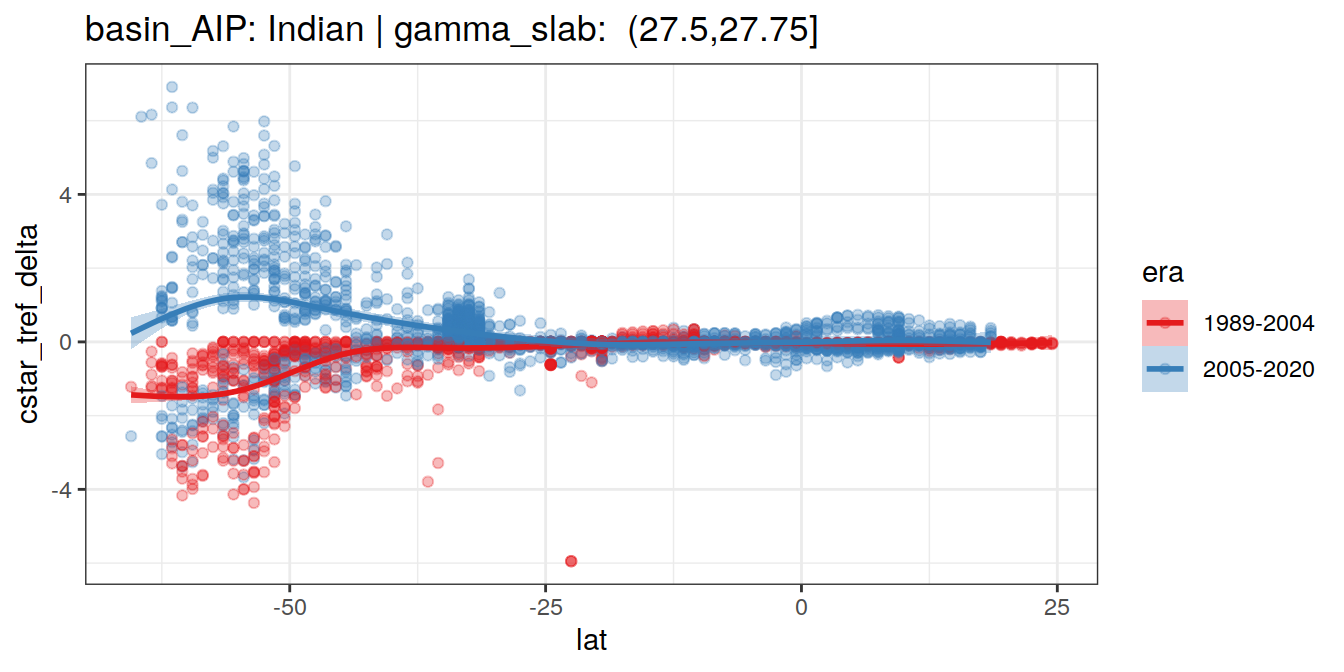 basin_AIP: Indian | gamma_slab:  (27.5,27.75]
cstar_tref_delta
4
0
-4
-50
-25
0
25
lat
era
1989-2004
2005-2020